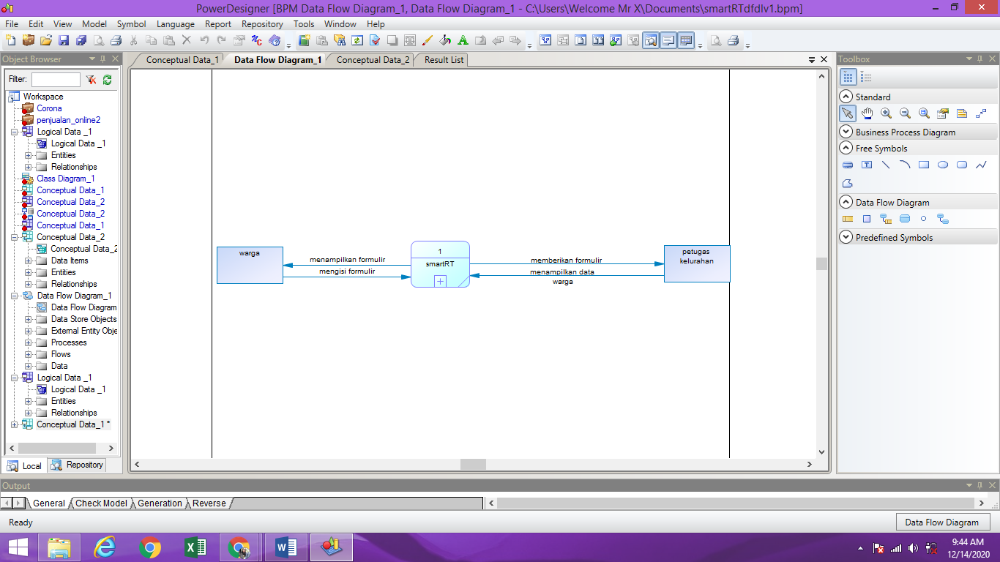 PowerDesigner [BPM Data Flow Diagram_1, Data Flow Diagram_1 - C:\Users\Welcome Mr X\Documents\smartRTdfdlv1.bpm]
File Edit View Model Symbol Language Report Repository Tools Window Help
Object Browser
Filter:
Workspace
Corona
penjualan_online2
Logical Data _1
Logical Data _1
Entities
Relationships
Class Diagram_1
Conceptual Data_1
Conceptual Data_2
Conceptual Data_2
Conceptual Data_1
Conceptual Data_2
Conceptual Data_2
Data Items
Entities
Relationships
Data Flow Diagram_1
Data Flow Diagram
Data Store Objects
External Entity Obje
Processes
Flows
Data
Logical Data _1
Logical Data _1
Entities
Relationships
Conceptual Data_1 *
Local Repository
Conceptual Data_1 Data Flow Diagram_1 Conceptual Data_2 Result List
warga
menampilkan formulir
mengisi formulir
1
smartRT
memberikan formulir
menampilkan data
warga
petugas
kelurahan
Toolbox
Standard
Business Process Diagram
Free Symbols
Data Flow Diagram
Predefined Symbols
Output
General Check Model Generation Reverse
Ready
Data Flow Diagram
9:44 AM
12/14/2020